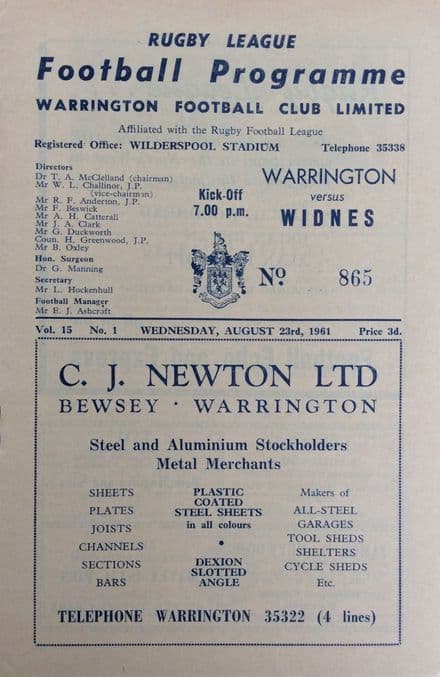 RUGBY LEAGUE
Football Programme
WARRINGTON FOOTBALL CLUB LIMITED
Affiliated with the Rugby Football League
Registered Office: WILDERSPOOL STADIUM Telephone 35338
Directors
Dr T. A. McClelland (chairman)
Mr W. L. Challinor, J.P.
(vice-chairman)
Mr R. F. Anderton, J.P.
Mr F. Beswick
Mr A. H. Catterall
Mr J. A. Clark
Mr G. Duckworth
Coun. H. Greenwood, J.P.
Mr B. Oxley
Hon. Surgeon
Dr G. Manning
Secretary
Mr L. Hockenhull
Football Manager
Mr E. J. Ashcroft
Kick-Off
7.00 p.m.
WARRINGTON
versus
WIDNES
No 865
Vol. 15 No. 1 WEDNESDAY, AUGUST 23rd, 1961 Price 3d.
C. J. NEWTON LTD
BEWSEY · WARRINGTON
Steel and Aluminium Stockholders
Metal Merchants
SHEETS
PLATES
JOISTS
CHANNELS
SECTIONS
BARS
PLASTIC
COATED
STEEL SHEETS
in all colours
•
DEXION
SLOTTED
ANGLE
Makers of
ALL-STEEL
GARAGES
TOOL SHEDS
SHELTERS
CYCLE SHEDS
Etc.
TELEPHONE WARRINGTON 35322 (4 lines)